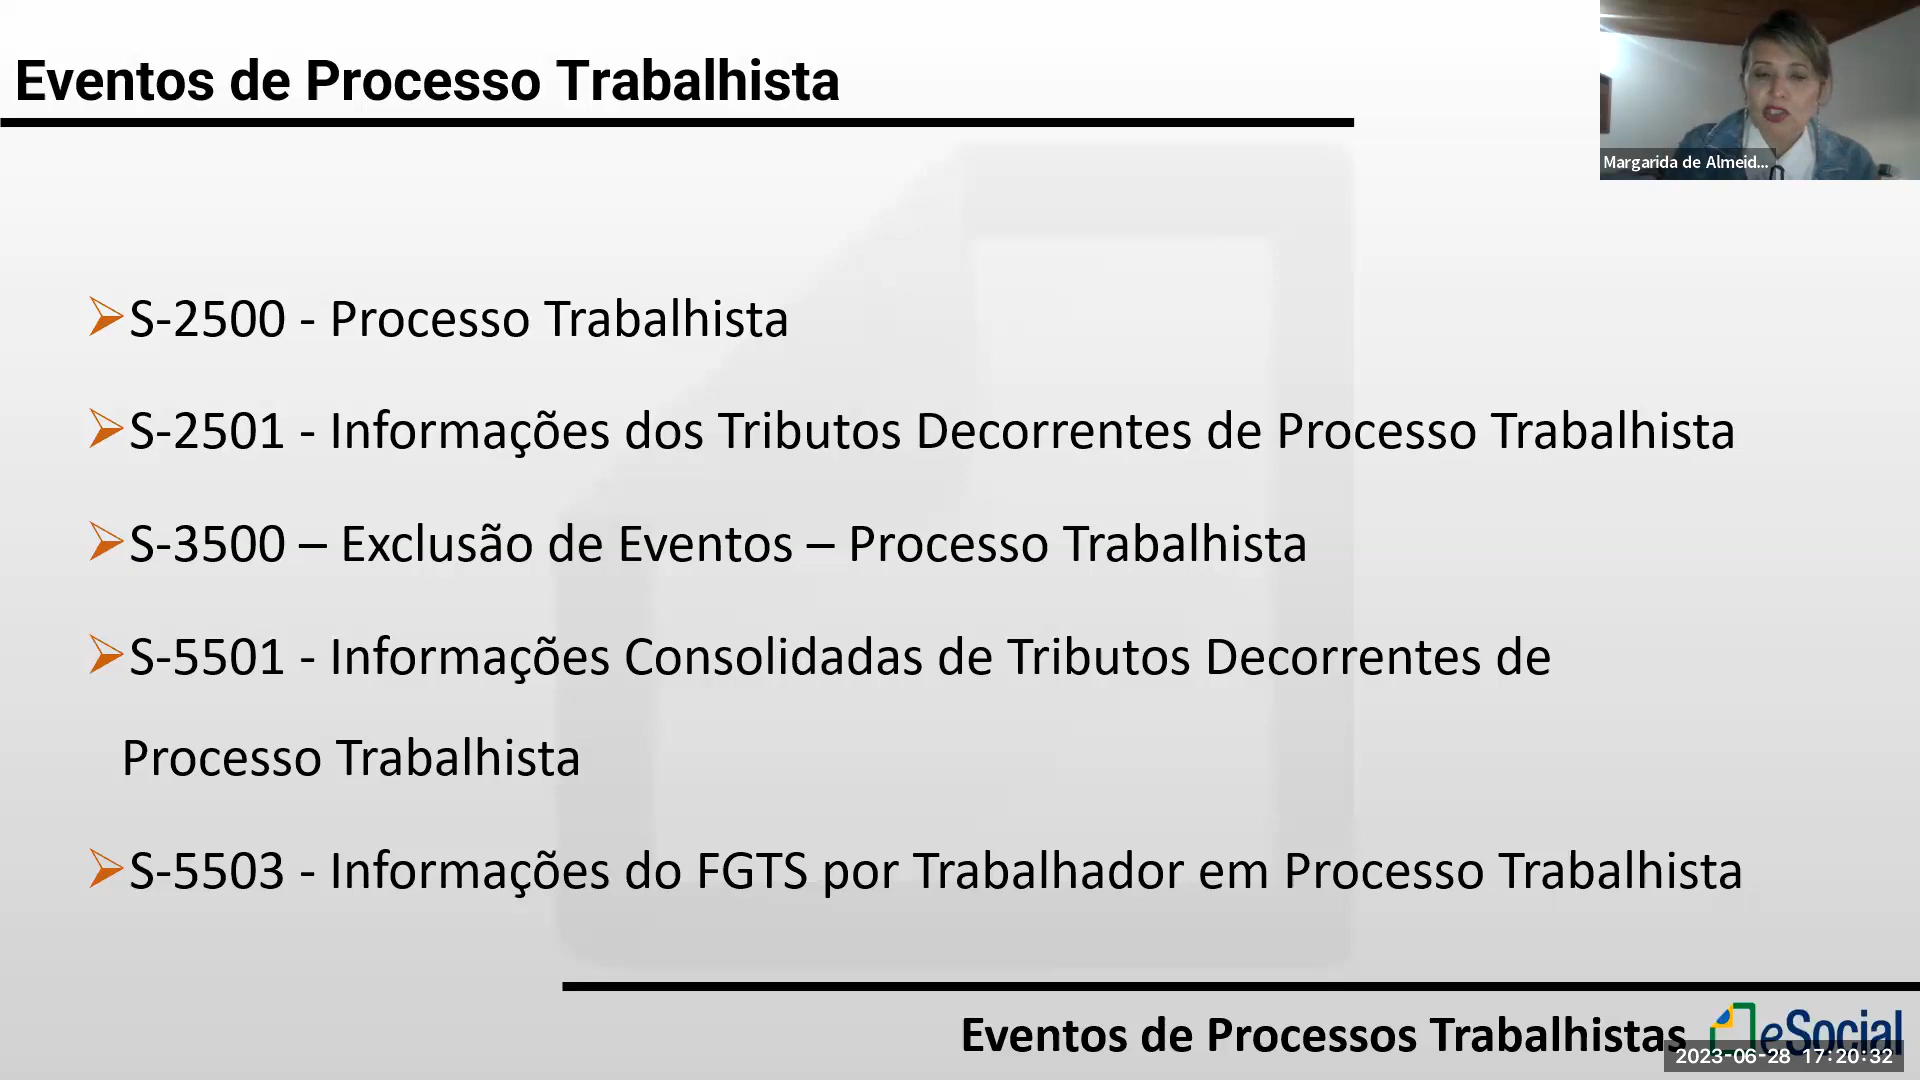 Eventos de Processo Trabalhista
Margarida de Almeid...
S-2500 - Processo Trabalhista
S-2501 - Informações dos Tributos Decorrentes de Processo Trabalhista
S-3500 – Exclusão de Eventos – Processo Trabalhista
S-5501 - Informações Consolidadas de Tributos Decorrentes de
Processo Trabalhista
S-5503 - Informações do FGTS por Trabalhador em Processo Trabalhista
Eventos de Processos Trabalhistas
eSocial
2023-06-28 17:20:32